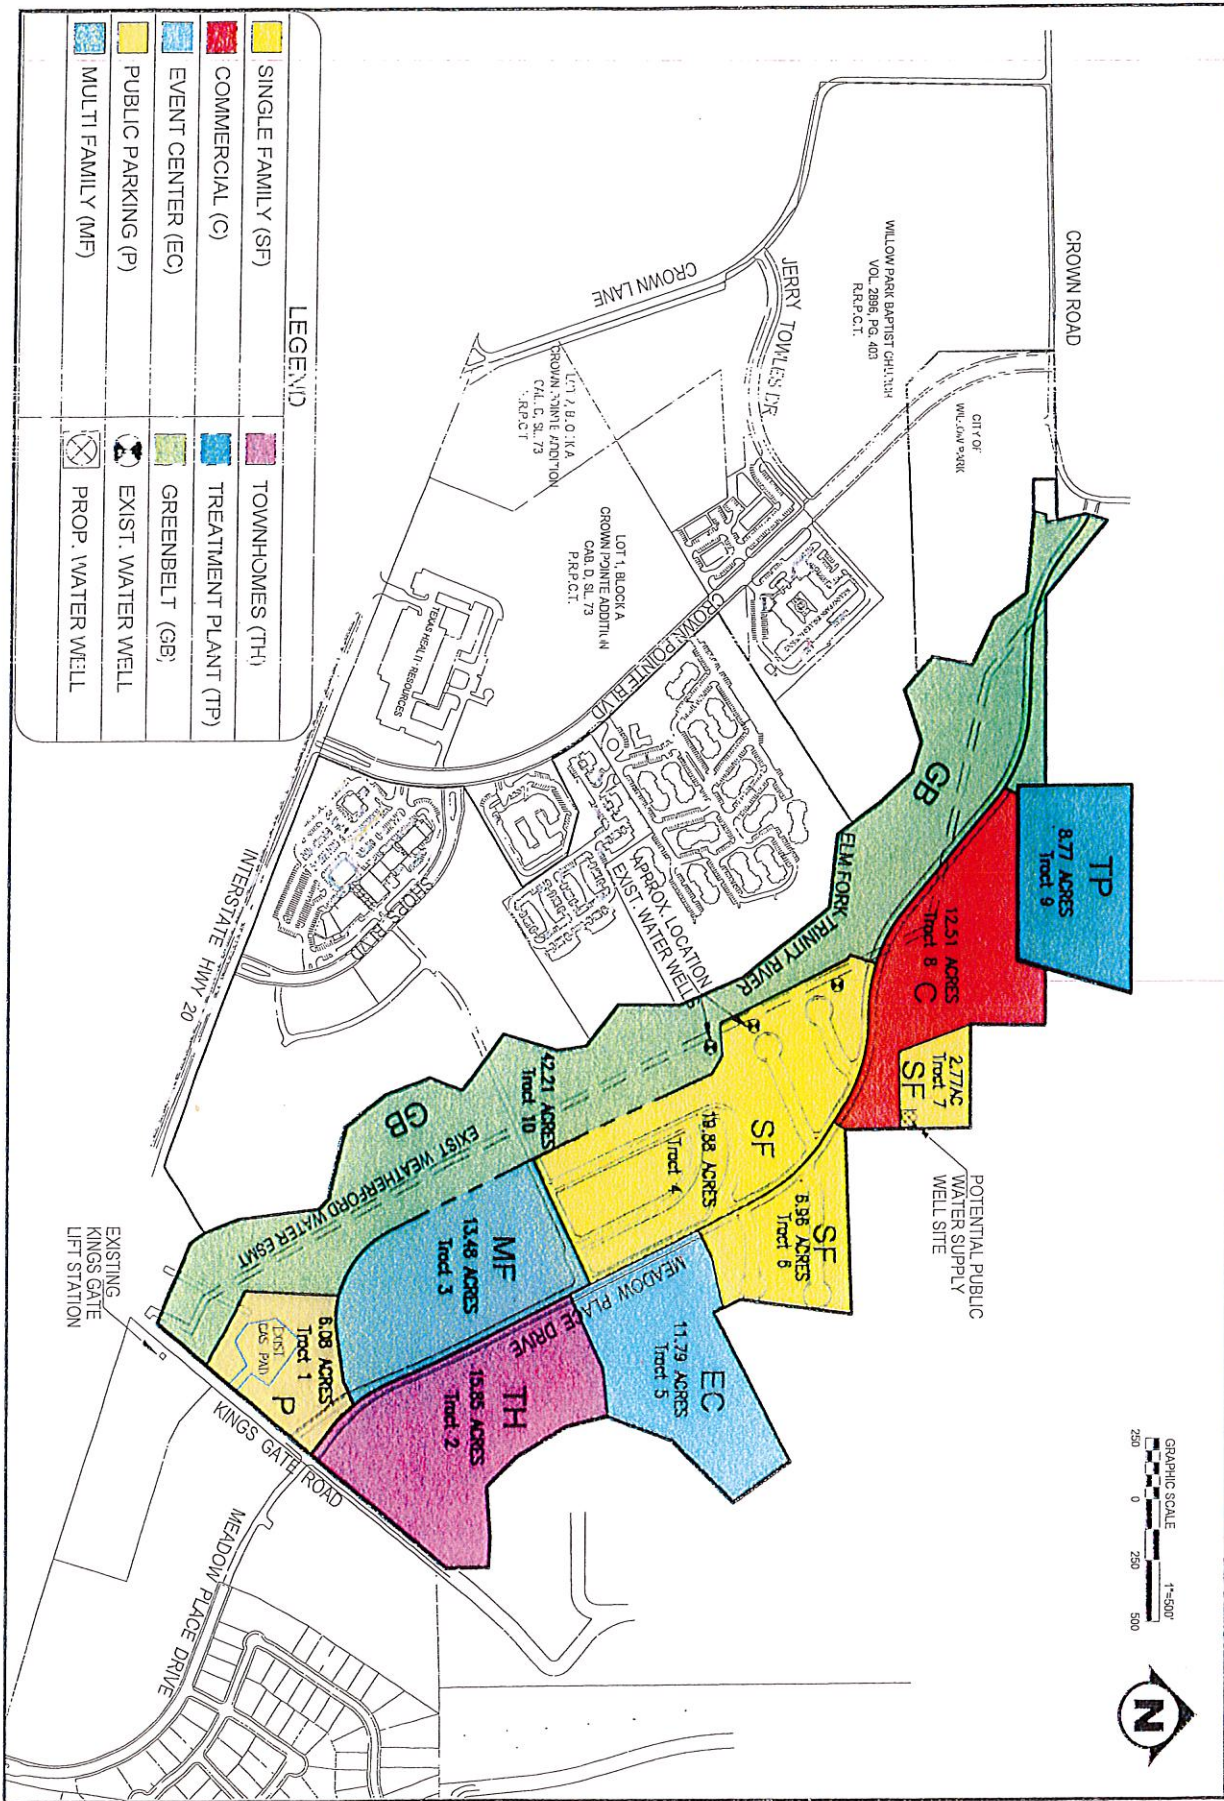 LEGEND
SINGLE FAMILY (SF)
COMMERCIAL (C)
EVENT CENTER (EC)
PUBLIC PARKING (P)
MULTI FAMILY (MF)
TOWNHOMES (TH)
TREATMENT PLANT (TP)
GREENBELT (GB)
EXIST. WATER WELL
PROP. WATER WELL
CROWN ROAD
WILLOW PARK BAPTIST CHURCH
VOL. 2896, PG. 403
R.R.P.C.T.
CITY OF
WILLOW PARK
JERRY TOWLES DR
CROWN LANE
CROWN POINTE ADDITION
SL. 73
LOT 1, BLOCK A
CROWN POINTE ADDITION
CAB. D, SL. 73
P.R.P.C.T.
CROWN POINTE BLVD
TEXAS HEALTH RESOURCES
SHOPS BLVD
INTERSTATE HWY 20
APPROX. LOCATION
EXIST. WATER WELL
ELM FORK TRINITY RIVER
GB
TP
8.77 ACRES
Tract 9
12.51 ACRES
Tract 8
C
2.77AC
Tract 7
SF
POTENTIAL PUBLIC
WATER SUPPLY
WELL SITE
SF
19.88 ACRES
Tract 4
SF
6.96 ACRES
Tract 6
42.21 ACRES
Tract 10
GB
EXIST WEATHERFORD WATER ESMT
MF
13.48 ACRES
Tract 3
MEADOW PLACE DRIVE
EC
11.79 ACRES
Tract 5
TH
15.85 ACRES
Tract 2
6.08 ACRES
Tract 1
P
EXIST
GAS PAD
EXISTING
KINGS GATE
LIFT STATION
KINGS GATE ROAD
MEADOW PLACE DRIVE
GRAPHIC SCALE
1"=500'
250 0 250 500
N